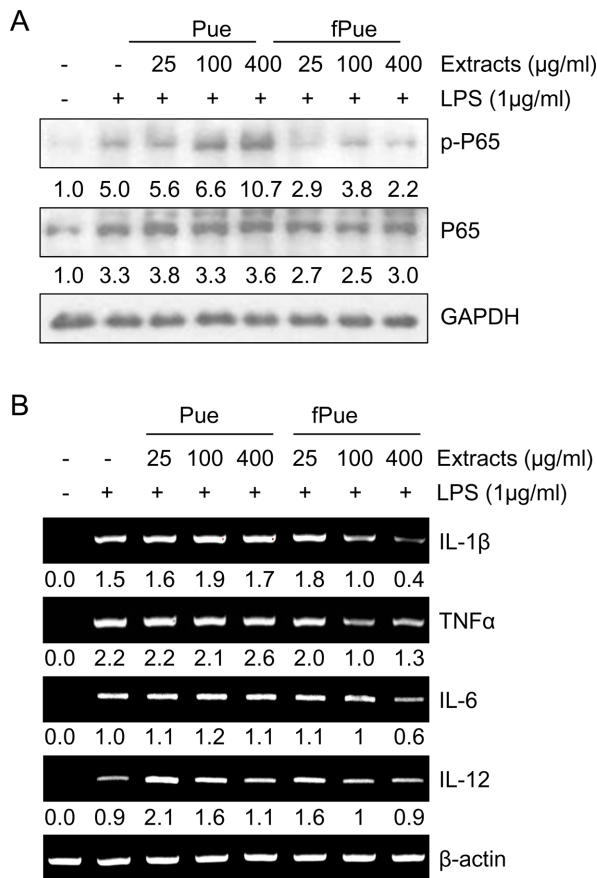 A
Pue fPue
- - 25 100 400 25 100 400 Extracts (μg/ml)
- + + + + + + + LPS (1μg/ml)
p-P65
1.0 5.0 5.6 6.6 10.7 2.9 3.8 2.2
P65
1.0 3.3 3.8 3.3 3.6 2.7 2.5 3.0
GAPDH
B
Pue fPue
- - 25 100 400 25 100 400 Extracts (μg/ml)
- + + + + + + + LPS (1μg/ml)
IL-1β
0.0 1.5 1.6 1.9 1.7 1.8 1.0 0.4
TNFα
0.0 2.2 2.2 2.1 2.6 2.0 1.0 1.3
IL-6
0.0 1.0 1.1 1.2 1.1 1.1 1 0.6
IL-12
0.0 0.9 2.1 1.6 1.1 1.6 1 0.9
β-actin